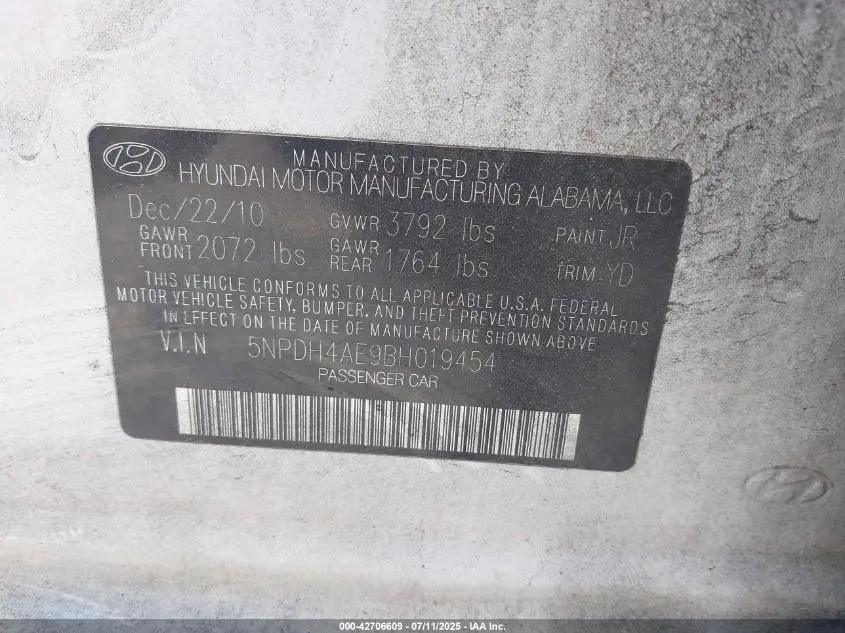 MANUFACTURED BY
HYUNDAI MOTOR MANUFACTURING ALABAMA, LLC
Dec/22/10 GVWR 3792 lbs PAINT JR
GAWR FRONT 2072 lbs GAWR REAR 1764 lbs TRIM YD
THIS VEHICLE CONFORMS TO ALL APPLICABLE U.S.A. FEDERAL
MOTOR VEHICLE SAFETY, BUMPER, AND THEFT PREVENTION STANDARDS
IN EFFECT ON THE DATE OF MANUFACTURE SHOWN ABOVE
V.I.N 5NPDH4AE9BH019454
PASSENGER CAR
000-42706609 - 07/11/2025 - IAA Inc.